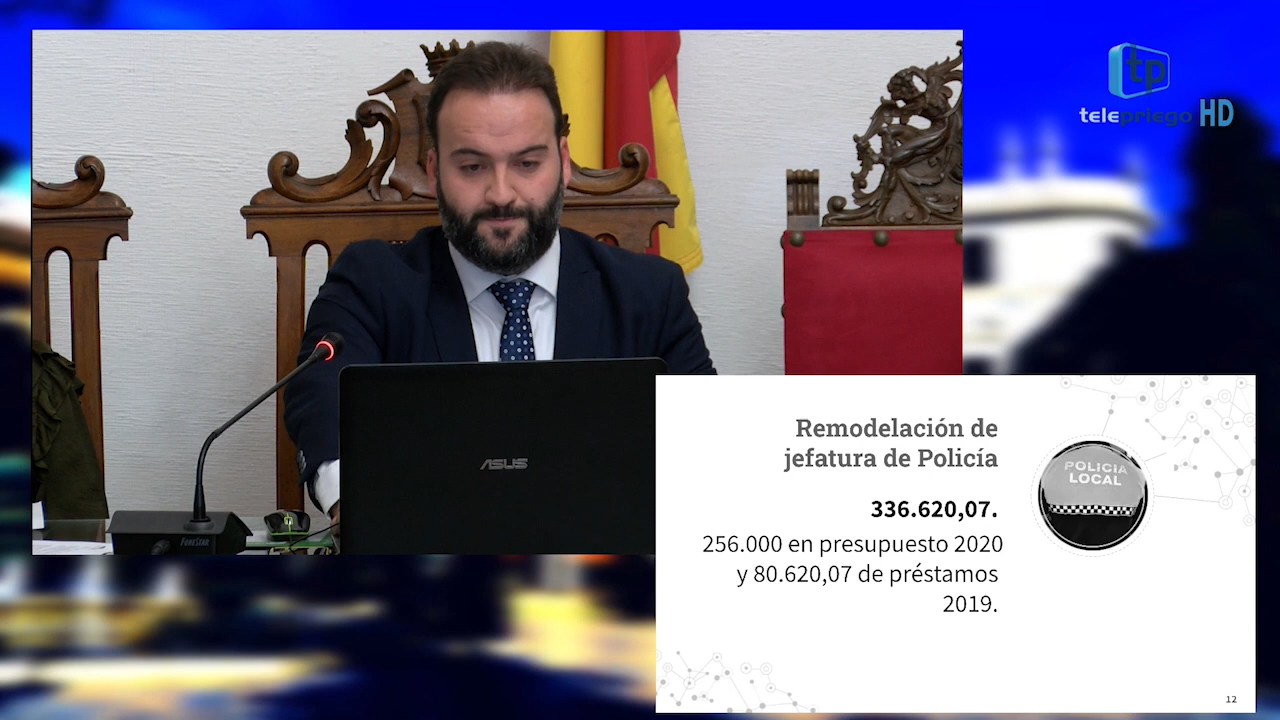 tp
telepriego HD
ASUS
FONESTAR
Remodelación de
jefatura de Policía
336.620,07.
256.000 en presupuesto 2020
y 80.620,07 de préstamos
2019.
POLICIA
LOCAL
12